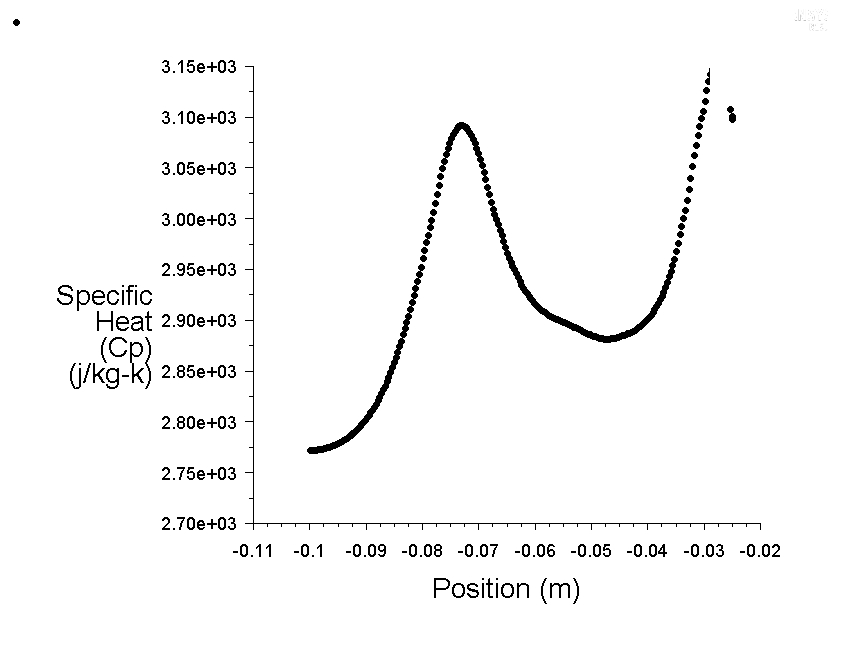 3.15e+03
3.10e+03
3.05e+03
3.00e+03
2.95e+03
2.90e+03
2.85e+03
2.80e+03
2.75e+03
2.70e+03
Specific
Heat
(Cp)
(j/kg-k)
-0.11 -0.1 -0.09 -0.08 -0.07 -0.06 -0.05 -0.04 -0.03 -0.02
Position (m)